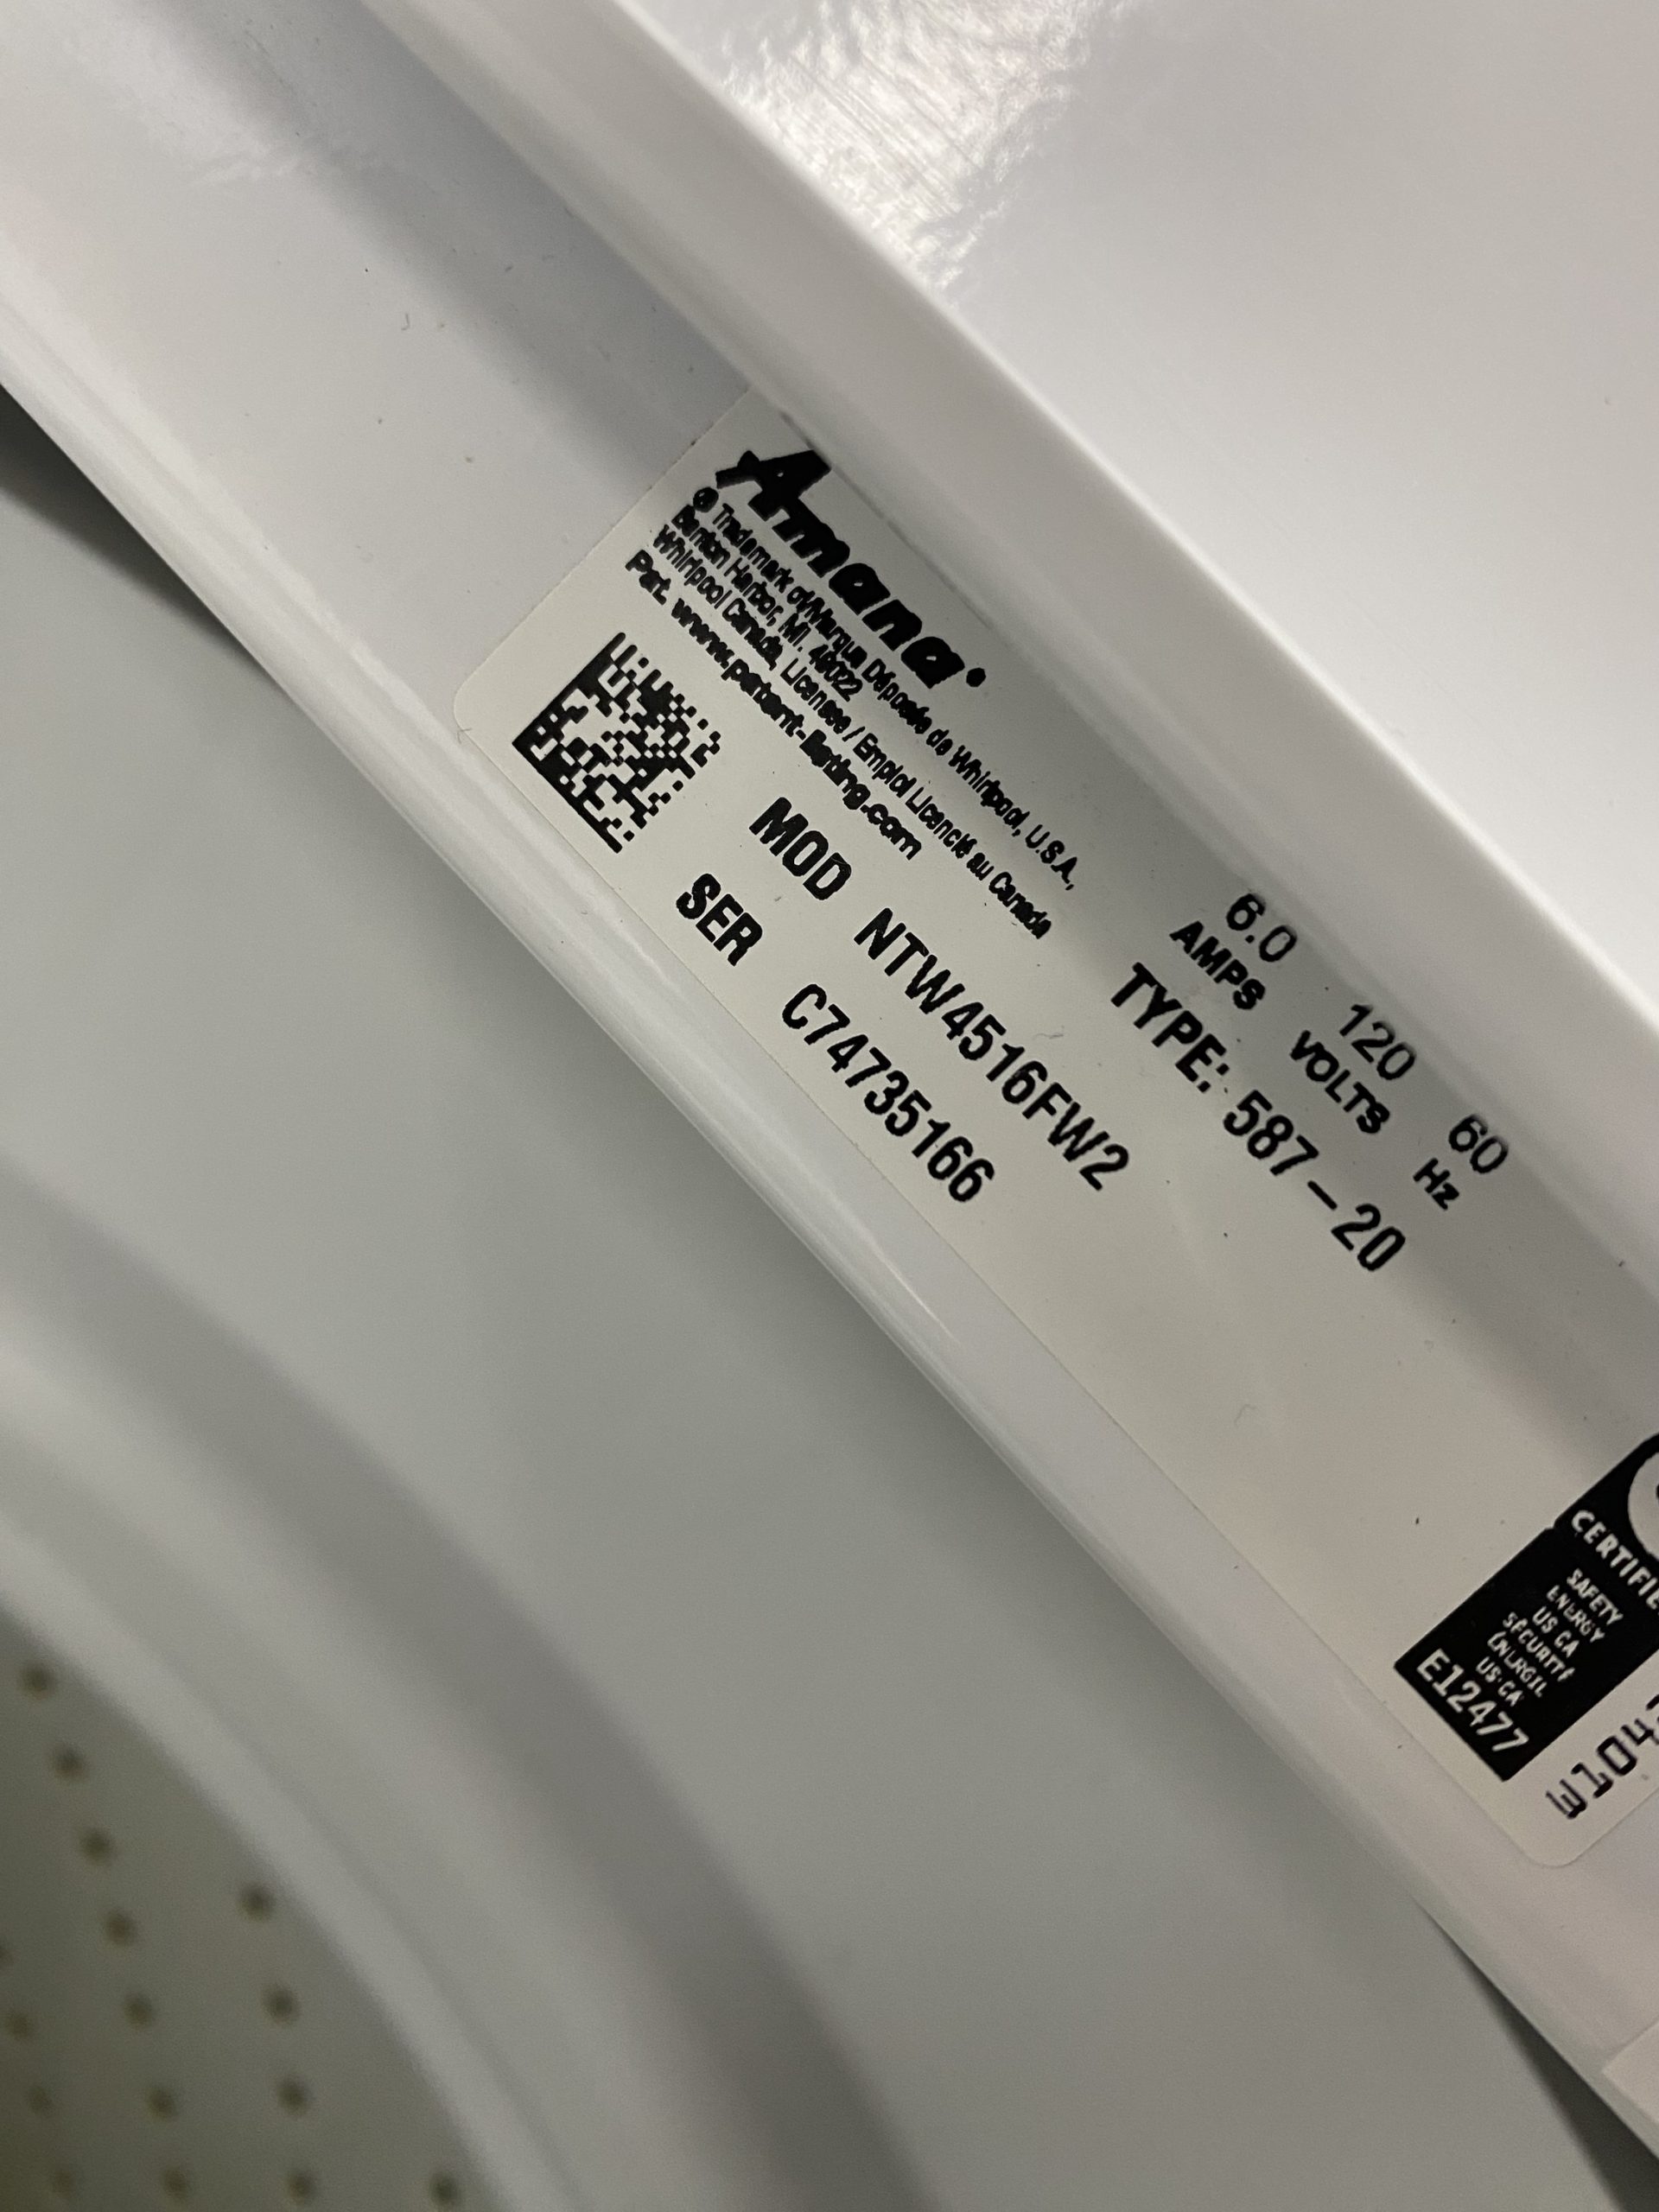 Amana®
® Trademark of/Marque Déposée de Whirlpool, U.S.A.,
Benton Harbor, MI. 49022
Whirlpool Canada, Licensee / Emploi Licencié au Canada
Pat. www.patent-listing.com
MOD NTW4516FW2
SER C74735166
6.0 120 60
AMPS VOLTS Hz
TYPE: 587-20
SAFETY
ENERGY
US CA
SÉCURITÉ
ÉNERGIE
US CA
E12477